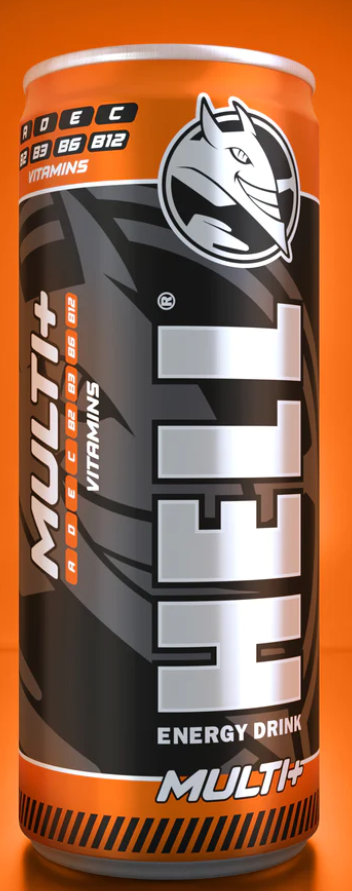 A D E C
B2 B3 B6 B12
VITAMINS
MULTI+
A D E C B2 B3 B6 B12
VITAMINS
HELL®
ENERGY DRINK
MULTI+